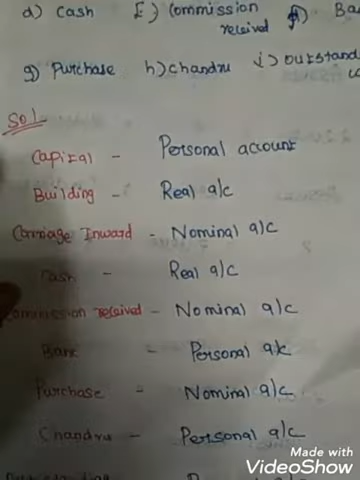 d) Cash E) Commission received f) Ba
g) Purchase h) Chandru i) outstand
Sol
Capital - Personal account
Building - Real a/c
Carriage Inward - Nominal a/c
Cash - Real a/c
Commission received - Nominal a/c
Bank - Personal a/c
Purchase - Nominal a/c
Chandru - Personal a/c
Made with
VideoShow